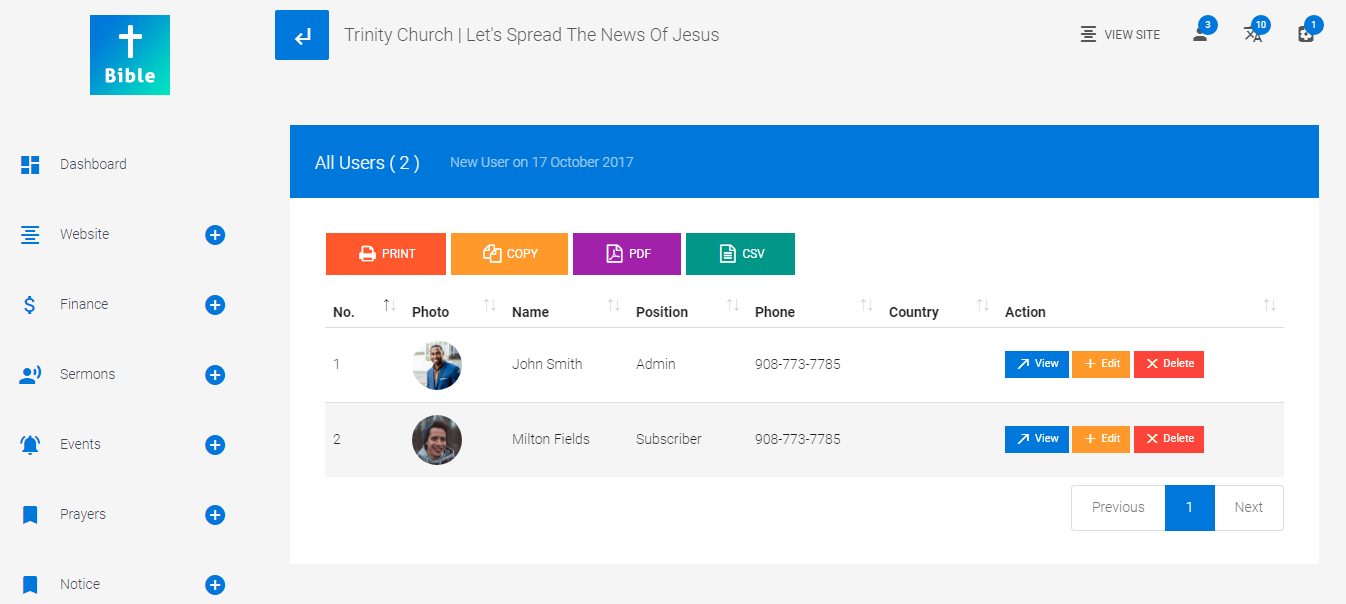 Bible
Trinity Church | Let's Spread The News Of Jesus
VIEW SITE
3
10
1
Dashboard
Website
Finance
Sermons
Events
Prayers
Notice
All Users ( 2 )
New User on 17 October 2017
PRINT
COPY
PDF
CSV
No. Photo Name Position Phone Country Action
1 John Smith Admin 908-773-7785 View Edit Delete
2 Milton Fields Subscriber 908-773-7785 View Edit Delete
Previous 1 Next